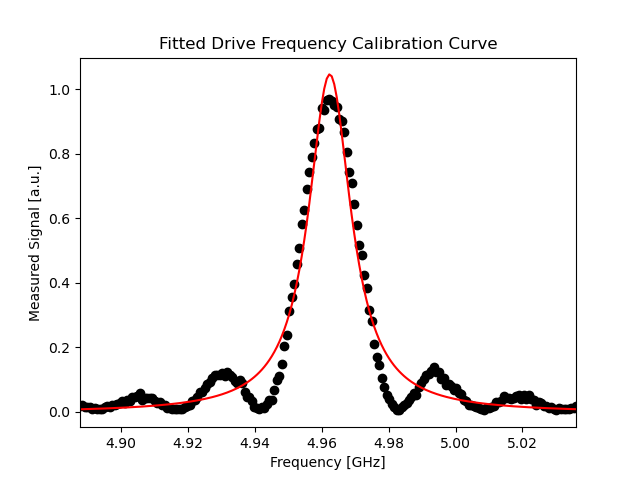 Fitted Drive Frequency Calibration Curve
Measured Signal [a.u.]
1.0
0.8
0.6
0.4
0.2
0.0
4.90 4.92 4.94 4.96 4.98 5.00 5.02
Frequency [GHz]